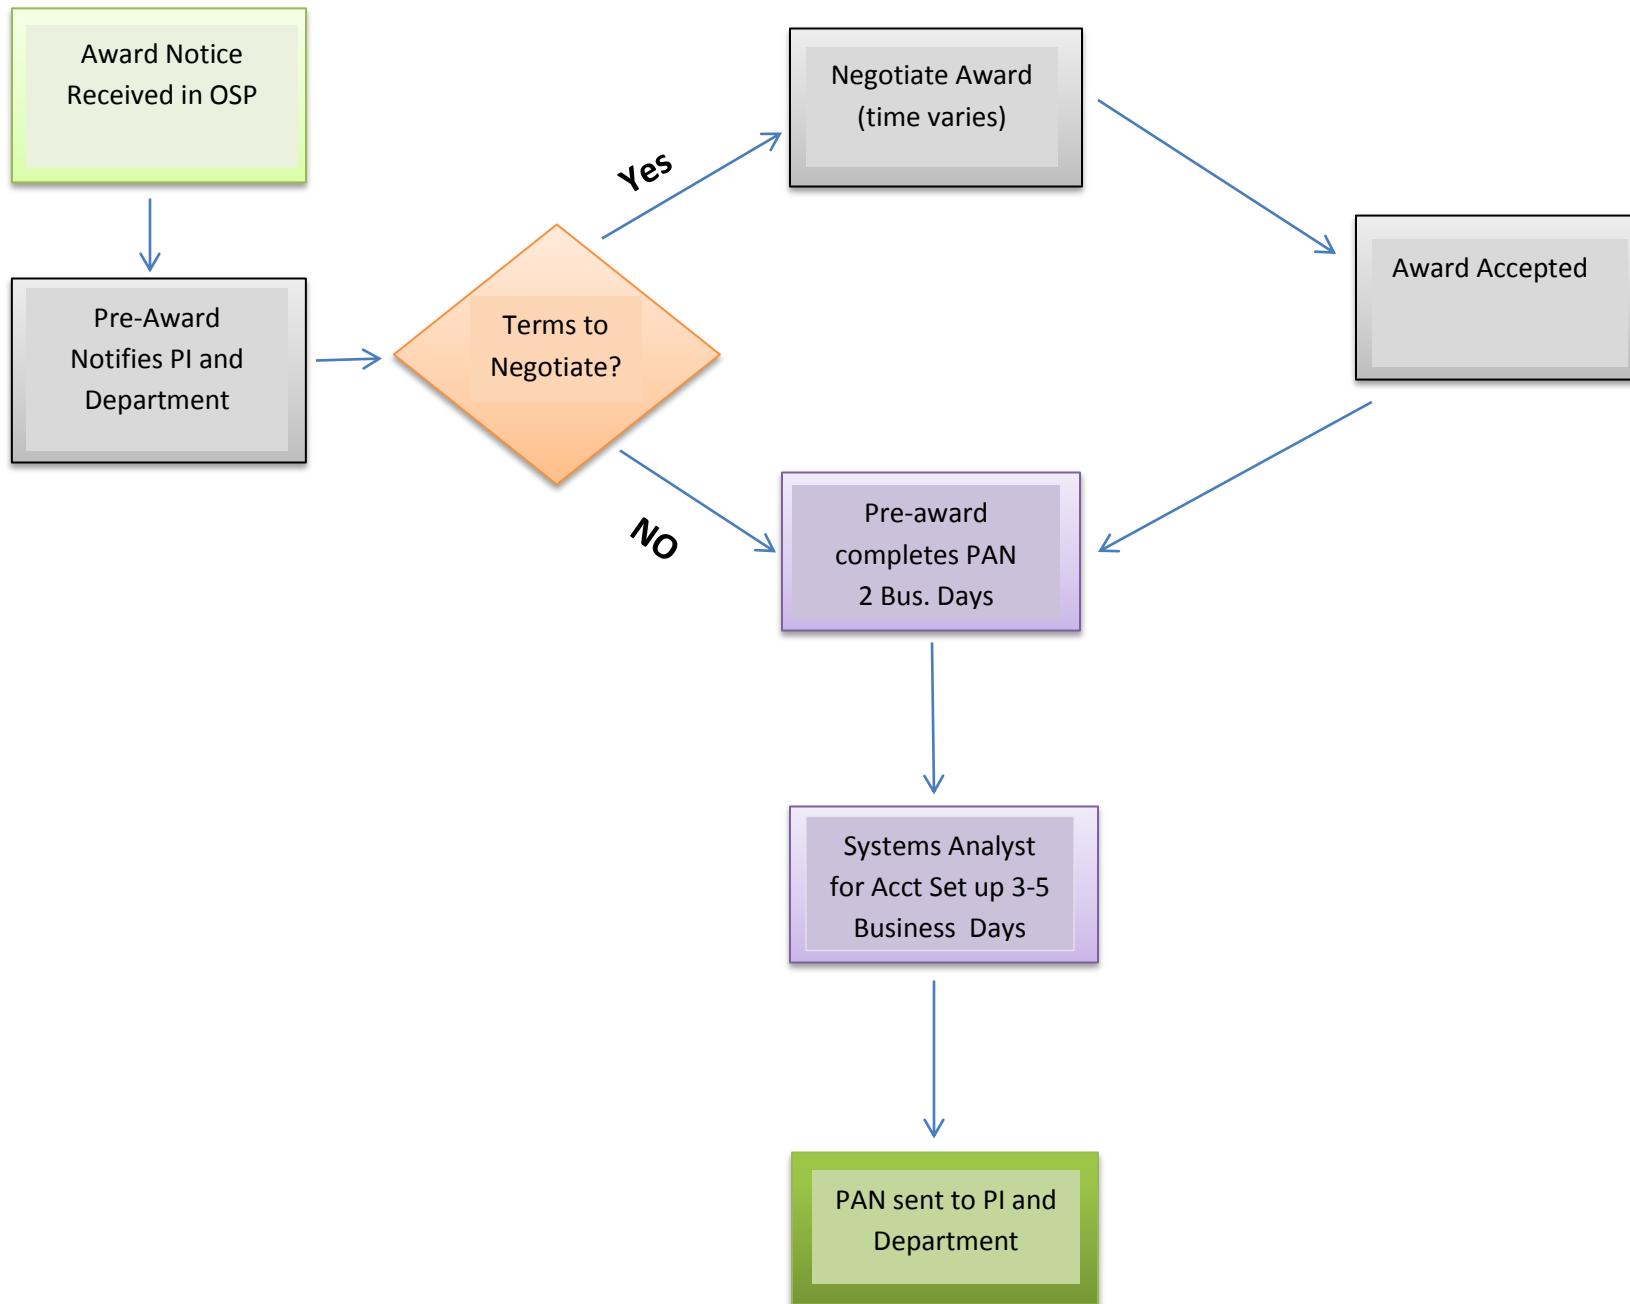 Award Notice
Received in OSP
Pre-Award
Notifies PI and
Department
Terms to
Negotiate?
Yes
Negotiate Award
(time varies)
Award Accepted
NO
Pre-award
completes PAN
2 Bus. Days
Systems Analyst
for Acct Set up 3-5
Business  Days
PAN sent to PI and
Department